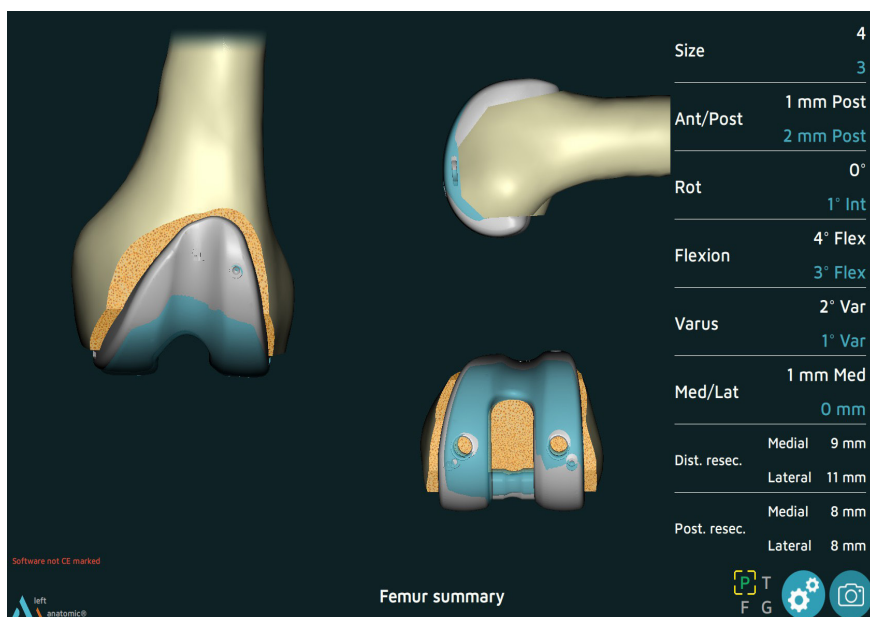 Size
4
3
Ant/Post
1 mm Post
2 mm Post
Rot
0°
1° Int
Flexion
4° Flex
3° Flex
Varus
2° Var
1° Var
Med/Lat
1 mm Med
0 mm
Dist. resec.
Medial 9 mm
Lateral 11 mm
Post. resec.
Medial 8 mm
Lateral 8 mm
Software not CE marked
left
anatomic®
Femur summary
P T
F G